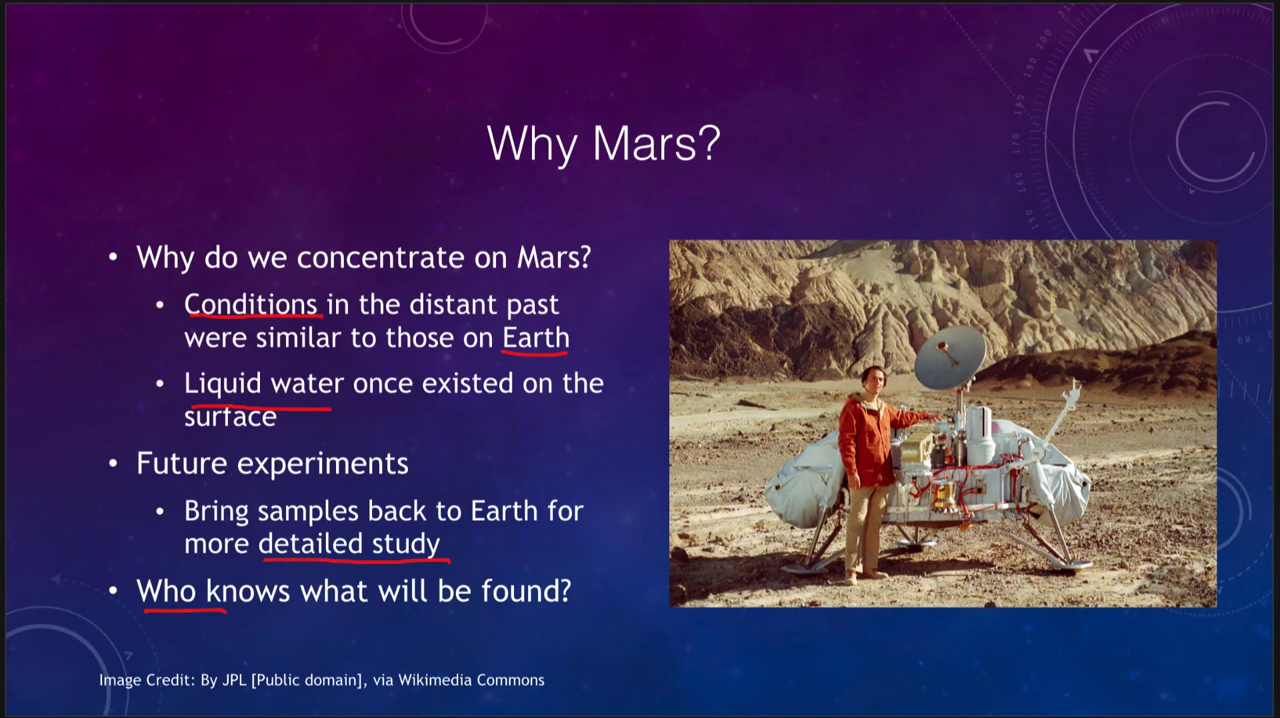 Why Mars?
• Why do we concentrate on Mars?
• Conditions in the distant past
were similar to those on Earth
• Liquid water once existed on the
surface
• Future experiments
• Bring samples back to Earth for
more detailed study
• Who knows what will be found?
Image Credit: By JPL [Public domain], via Wikimedia Commons